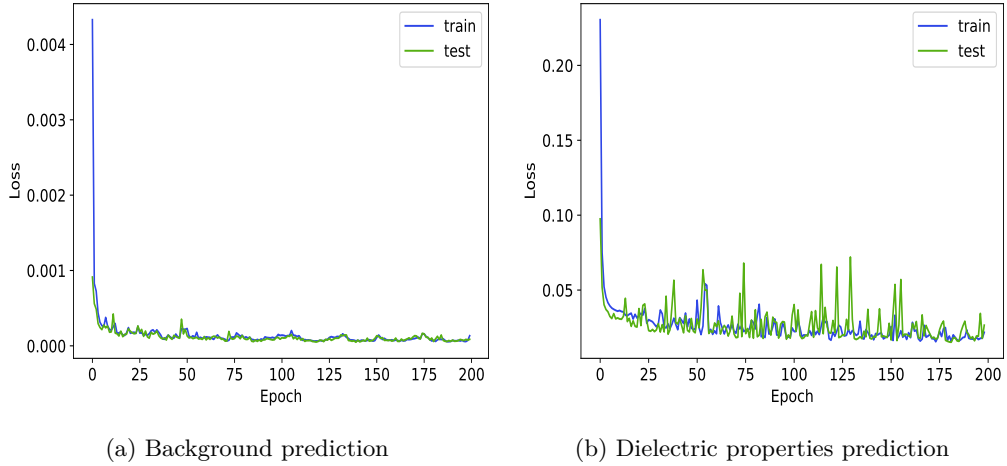 train
test
0.004
0.003
0.002
0.001
0.000
Loss
0 25 50 75 100 125 150 175 200
Epoch
(a) Background prediction
train
test
0.20
0.15
0.10
0.05
Loss
0 25 50 75 100 125 150 175 200
Epoch
(b) Dielectric properties prediction